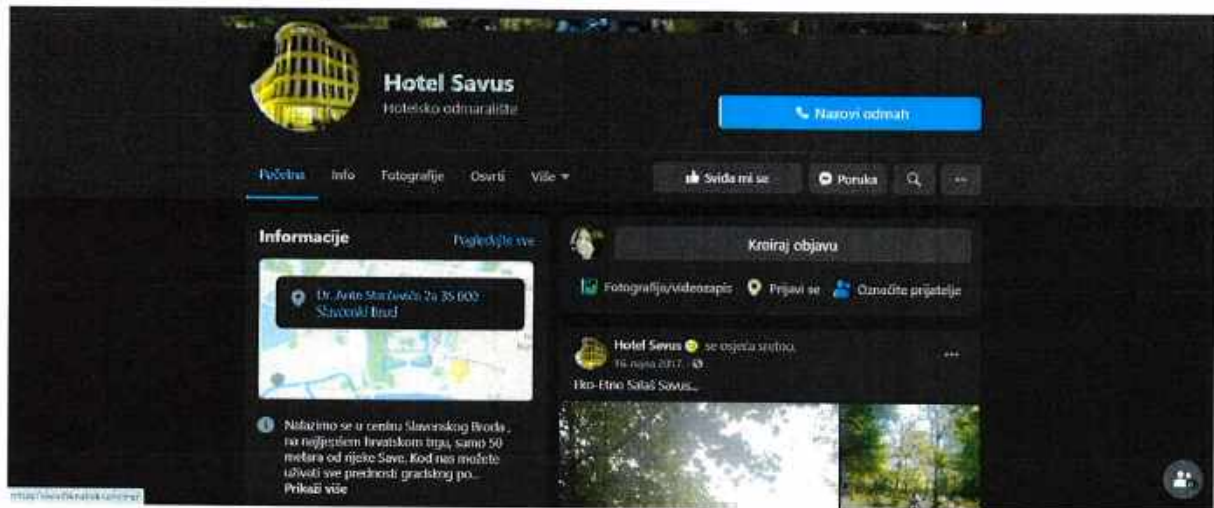 Hotel Savus
Hotelsko odmaralište
Nazovi odmah
Početna Info Fotografije Osvrti Više
Sviđa mi se Poruka
Informacije Pogledajte sve
Dr. Ante Starčevića 2a 35 000
Slavonski Brod
Nalazimo se u centru Slavonskog Broda ,
na najljepšem hrvatskom trgu, samo 50
metara od rijeke Save. Kod nas možete
uživati sve prednosti gradskog po...
Prikaži više
Kreiraj objavu
Fotografija/videozapis Prijavi se Označite prijatelje
Hotel Savus se osjeća sretno.
16. rujna 2017.
Eko-Etno Salaš Savus...